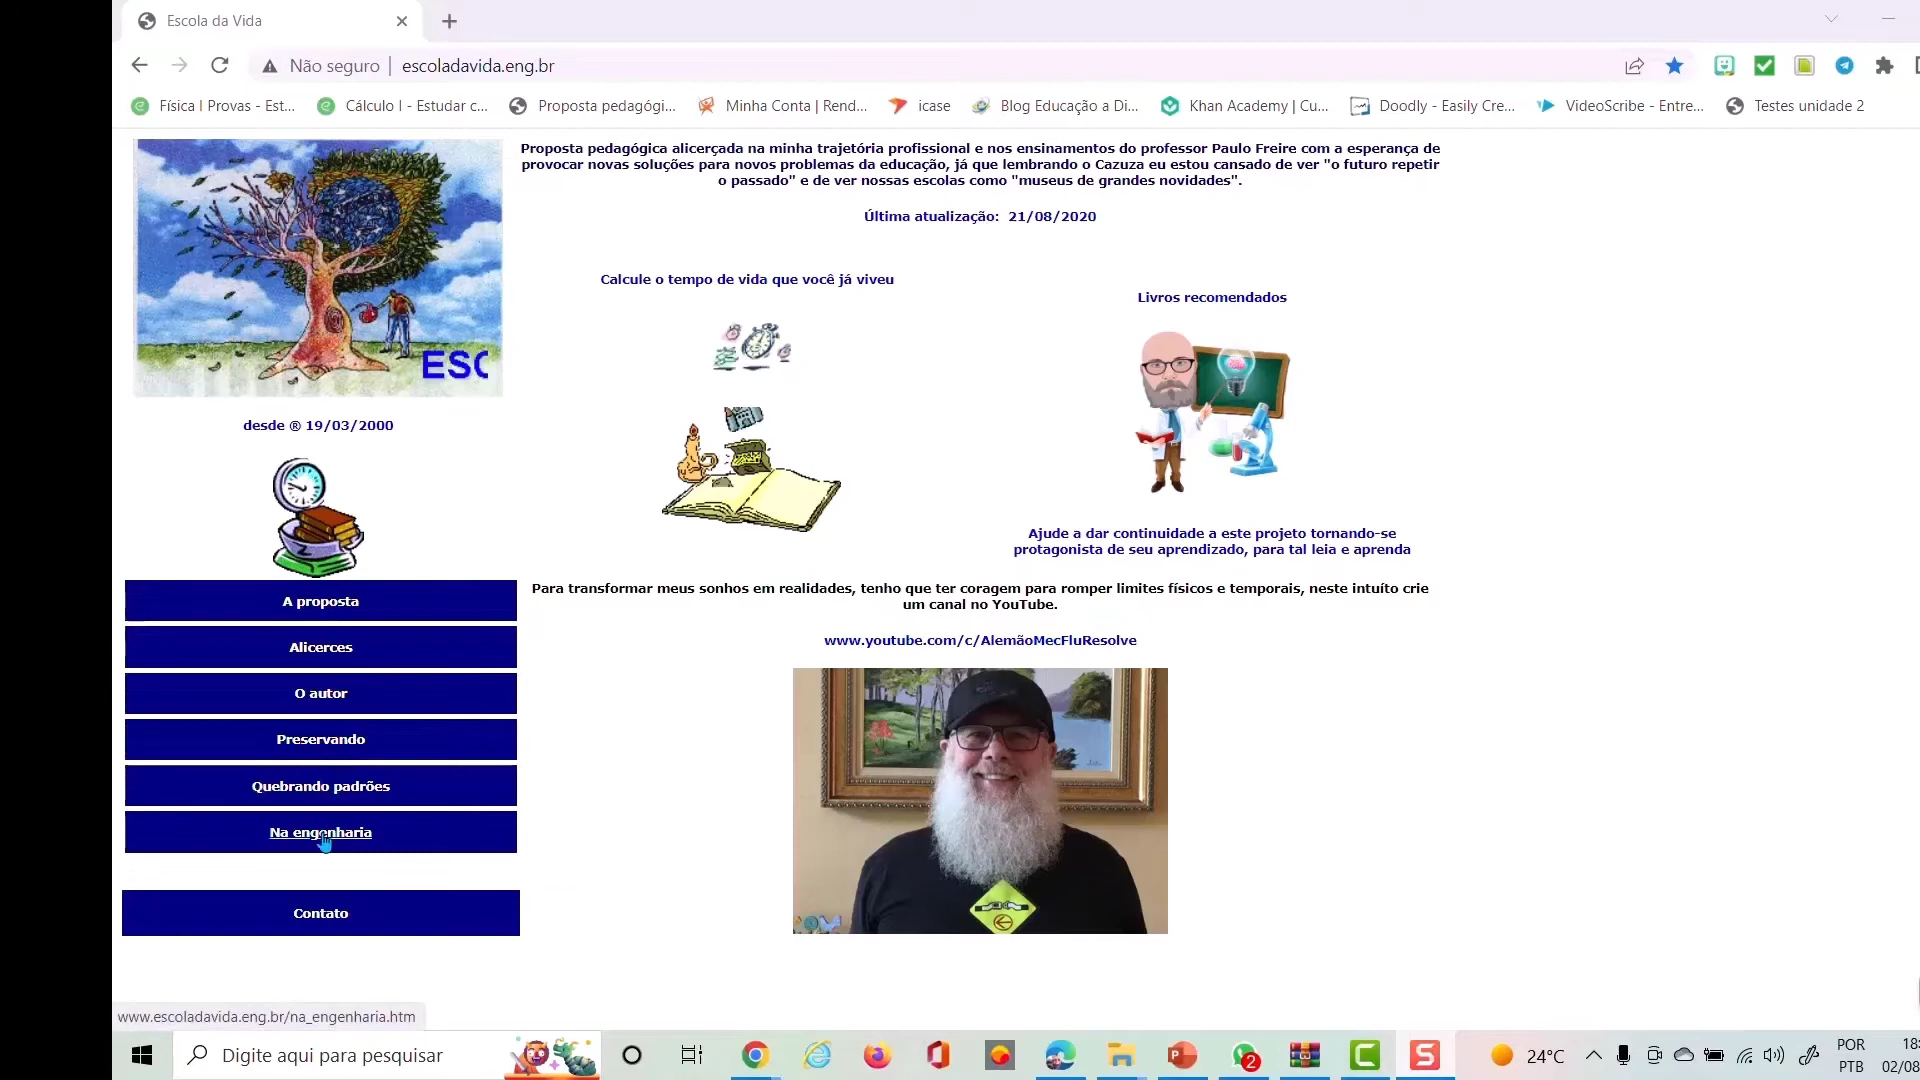 Escola da Vida
Não seguro
escoladavida.eng.br
Física I Provas - Est...
Cálculo I - Estudar c...
Proposta pedagógi...
Minha Conta | Rend...
icase
Blog Educação a Di...
Khan Academy | Cu...
Doodly - Easily Cre...
VideoScribe - Entre...
Testes unidade 2
Proposta pedagógica alicerçada na minha trajetória profissional e nos ensinamentos do professor Paulo Freire com a esperança de
provocar novas soluções para novos problemas da educação, já que lembrando o Cazuza eu estou cansado de ver "o futuro repetir
o passado" e de ver nossas escolas como "museus de grandes novidades".
Última atualização: 21/08/2020
ESC
desde ® 19/03/2000
Calcule o tempo de vida que você já viveu
Livros recomendados
Ajude a dar continuidade a este projeto tornando-se
protagonista de seu aprendizado, para tal leia e aprenda
A proposta
Alicerces
O autor
Preservando
Quebrando padrões
Na engenharia
Contato
Para transformar meus sonhos em realidades, tenho que ter coragem para romper limites físicos e temporais, neste intuíto crie
um canal no YouTube.
www.youtube.com/c/AlemãoMecFluResolve
www.escoladavida.eng.br/na_engenharia.htm
Digite aqui para pesquisar
2
24°C
POR
PTB
18:
02/08